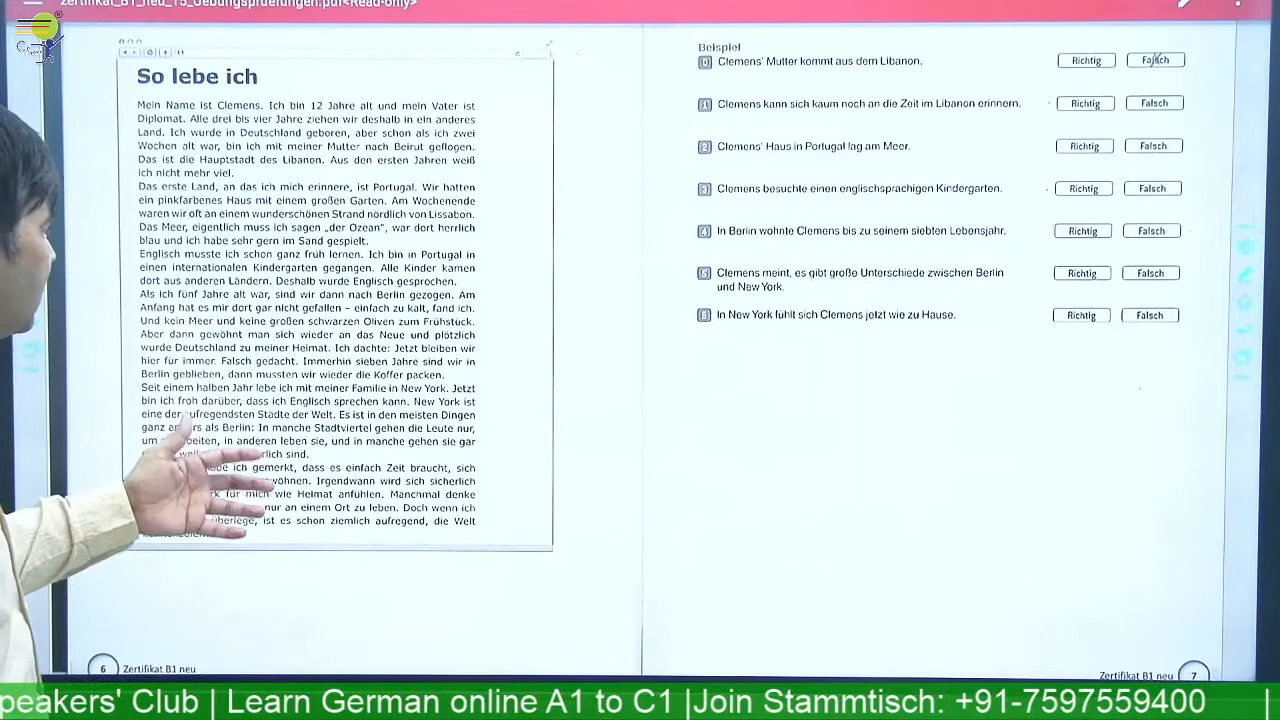 zertifikat_B1_neu_15_Uebungspruefungen.pdf<Read-only>
So lebe ich
Mein Name ist Clemens. Ich bin 12 Jahre alt und mein Vater ist
Diplomat. Alle drei bis vier Jahre ziehen wir deshalb in ein anderes
Land. Ich wurde in Deutschland geboren, aber schon als ich zwei
Wochen alt war, bin ich mit meiner Mutter nach Beirut geflogen.
Das ist die Hauptstadt des Libanon. Aus den ersten Jahren weiß
ich nicht mehr viel.
Das erste Land, an das ich mich erinnere, ist Portugal. Wir hatten
ein pinkfarbenes Haus mit einem großen Garten. Am Wochenende
waren wir oft an einem wunderschönen Strand nördlich von Lissabon.
Das Meer, eigentlich muss ich sagen „der Ozean“, war dort herrlich
blau und ich habe sehr gern im Sand gespielt.
Englisch musste ich schon ganz früh lernen. Ich bin in Portugal in
einen internationalen Kindergarten gegangen. Alle Kinder kamen
dort aus anderen Ländern. Deshalb wurde Englisch gesprochen.
Als ich fünf Jahre alt war, sind wir dann nach Berlin gezogen. Am
Anfang hat es mir dort gar nicht gefallen – einfach zu kalt, fand ich.
Und kein Meer und keine großen schwarzen Oliven zum Frühstück.
Aber dann gewöhnt man sich wieder an das Neue und plötzlich
wurde Deutschland zu meiner Heimat. Ich dachte: Jetzt bleiben wir
hier für immer. Falsch gedacht. Immerhin sieben Jahre sind wir in
Berlin geblieben, dann mussten wir wieder die Koffer packen.
Seit einem halben Jahr lebe ich mit meiner Familie in New York. Jetzt
bin ich froh darüber, dass ich Englisch sprechen kann. New York ist
eine der aufregendsten Städte der Welt. Es ist in den meisten Dingen
ganz anders als Berlin: In manche Stadtviertel gehen die Leute nur,
um arbeiten, in anderen leben sie, und in manche gehen sie gar
sind.
ich gemerkt, dass es einfach Zeit braucht, sich
Irgendwann wird sich sicherlich
für mich wie Heimat anfühlen. Manchmal denke
nur an einem Ort zu leben. Doch wenn ich
überlege, ist es schon ziemlich aufregend, die Welt
6 Zertifikat B1 neu
Beispiel
0 Clemens' Mutter kommt aus dem Libanon. Richtig Falsch
1 Clemens kann sich kaum noch an die Zeit im Libanon erinnern. Richtig Falsch
2 Clemens' Haus in Portugal lag am Meer. Richtig Falsch
3 Clemens besuchte einen englischsprachigen Kindergarten. Richtig Falsch
4 In Berlin wohnte Clemens bis zu seinem siebten Lebensjahr. Richtig Falsch
5 Clemens meint, es gibt große Unterschiede zwischen Berlin Richtig Falsch
und New York.
6 In New York fühlt sich Clemens jetzt wie zu Hause. Richtig Falsch
Zertifikat B1 neu 7
peakers' Club | Learn German online A1 to C1 |Join Stammtisch: +91-7597559400 |